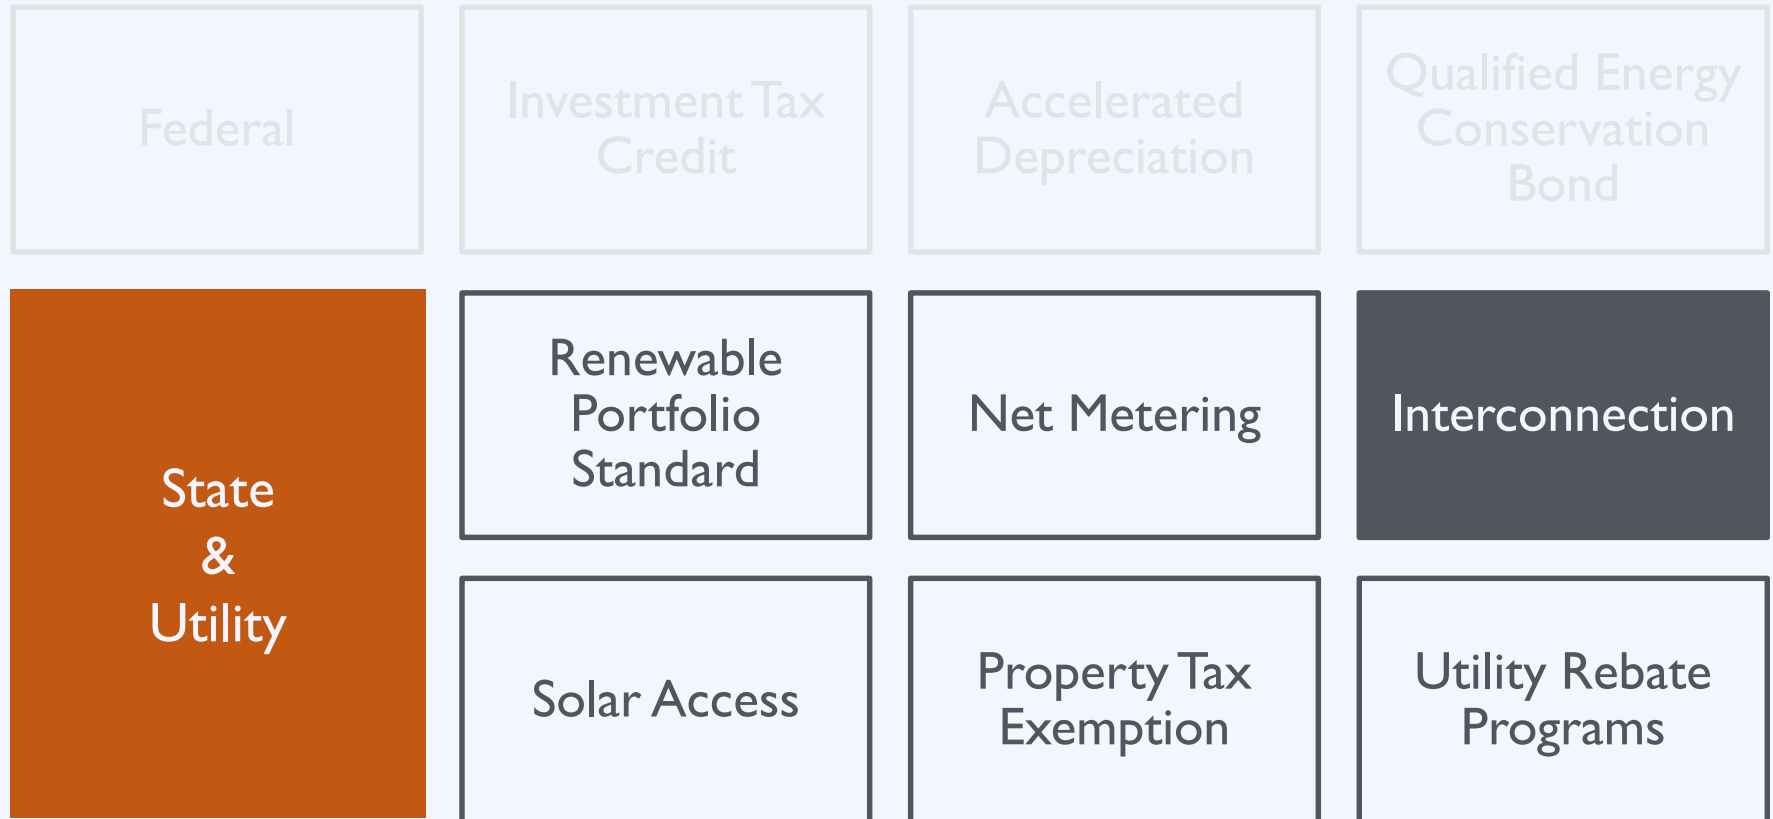 Federal
Investment Tax
Credit
Accelerated
Depreciation
Qualified Energy
Conservation
Bond
State
&
Utility
Renewable
Portfolio
Standard
Net Metering
Interconnection
Solar Access
Property Tax
Exemption
Utility Rebate
Programs